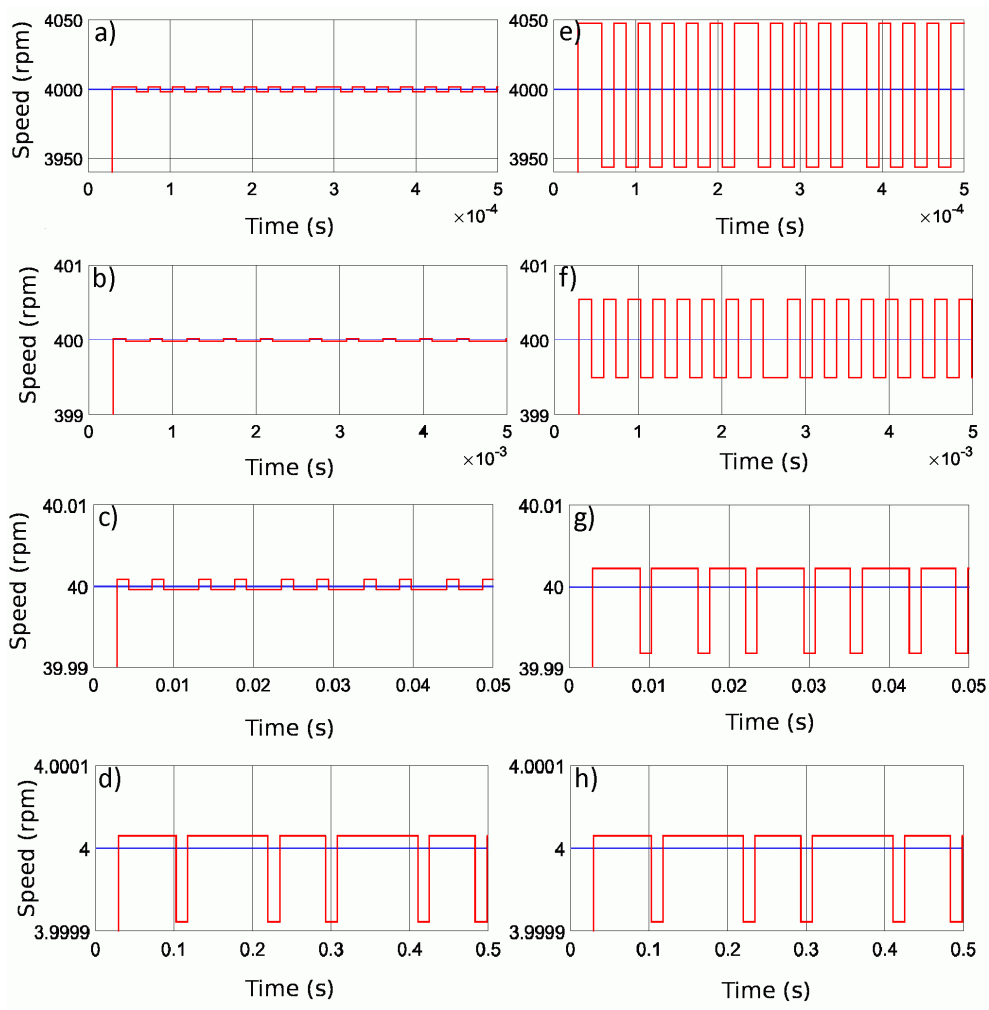 a)
Speed (rpm)
4050
4000
3950
0 1 2 3 4 5
×10-4
Time (s)
e)
4050
4000
3950
0 1 2 3 4 5
×10-4
Time (s)
b)
Speed (rpm)
401
400
399
0 1 2 3 4 5
×10-3
Time (s)
f)
401
400
399
0 1 2 3 4 5
×10-3
Time (s)
c)
Speed (rpm)
40.01
40
39.99
0 0.01 0.02 0.03 0.04 0.05
Time (s)
g)
40.01
40
39.99
0 0.01 0.02 0.03 0.04 0.05
Time (s)
d)
Speed (rpm)
4.0001
4
3.9999
0 0.1 0.2 0.3 0.4 0.5
Time (s)
h)
4.0001
4
3.9999
0 0.1 0.2 0.3 0.4 0.5
Time (s)